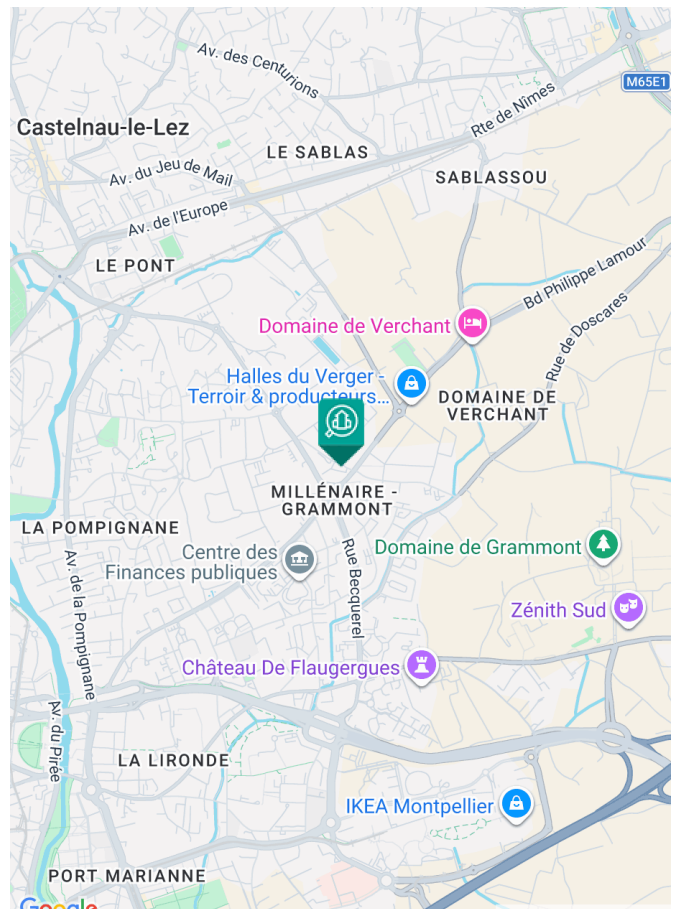 Av. des Centurions
M65E1
Rte de Nîmes
Castelnau-le-Lez
LE SABLAS
Av. du Jeu de Mail
SABLASSOU
Av. de l'Europe
LE PONT
Bd Philippe Lamour
Domaine de Verchant
Rue de Doscares
Halles du Verger -
Terroir & producteurs...
DOMAINE DE
VERCHANT
MILLÉNAIRE -
GRAMMONT
LA POMPIGNANE
Centre des
Finances publiques
Rue Becquerel
Domaine de Grammont
Av. de la Pompignane
Zénith Sud
Château De Flaugergues
Av. du Pirée
LA LIRONDE
IKEA Montpellier
PORT MARIANNE
Google